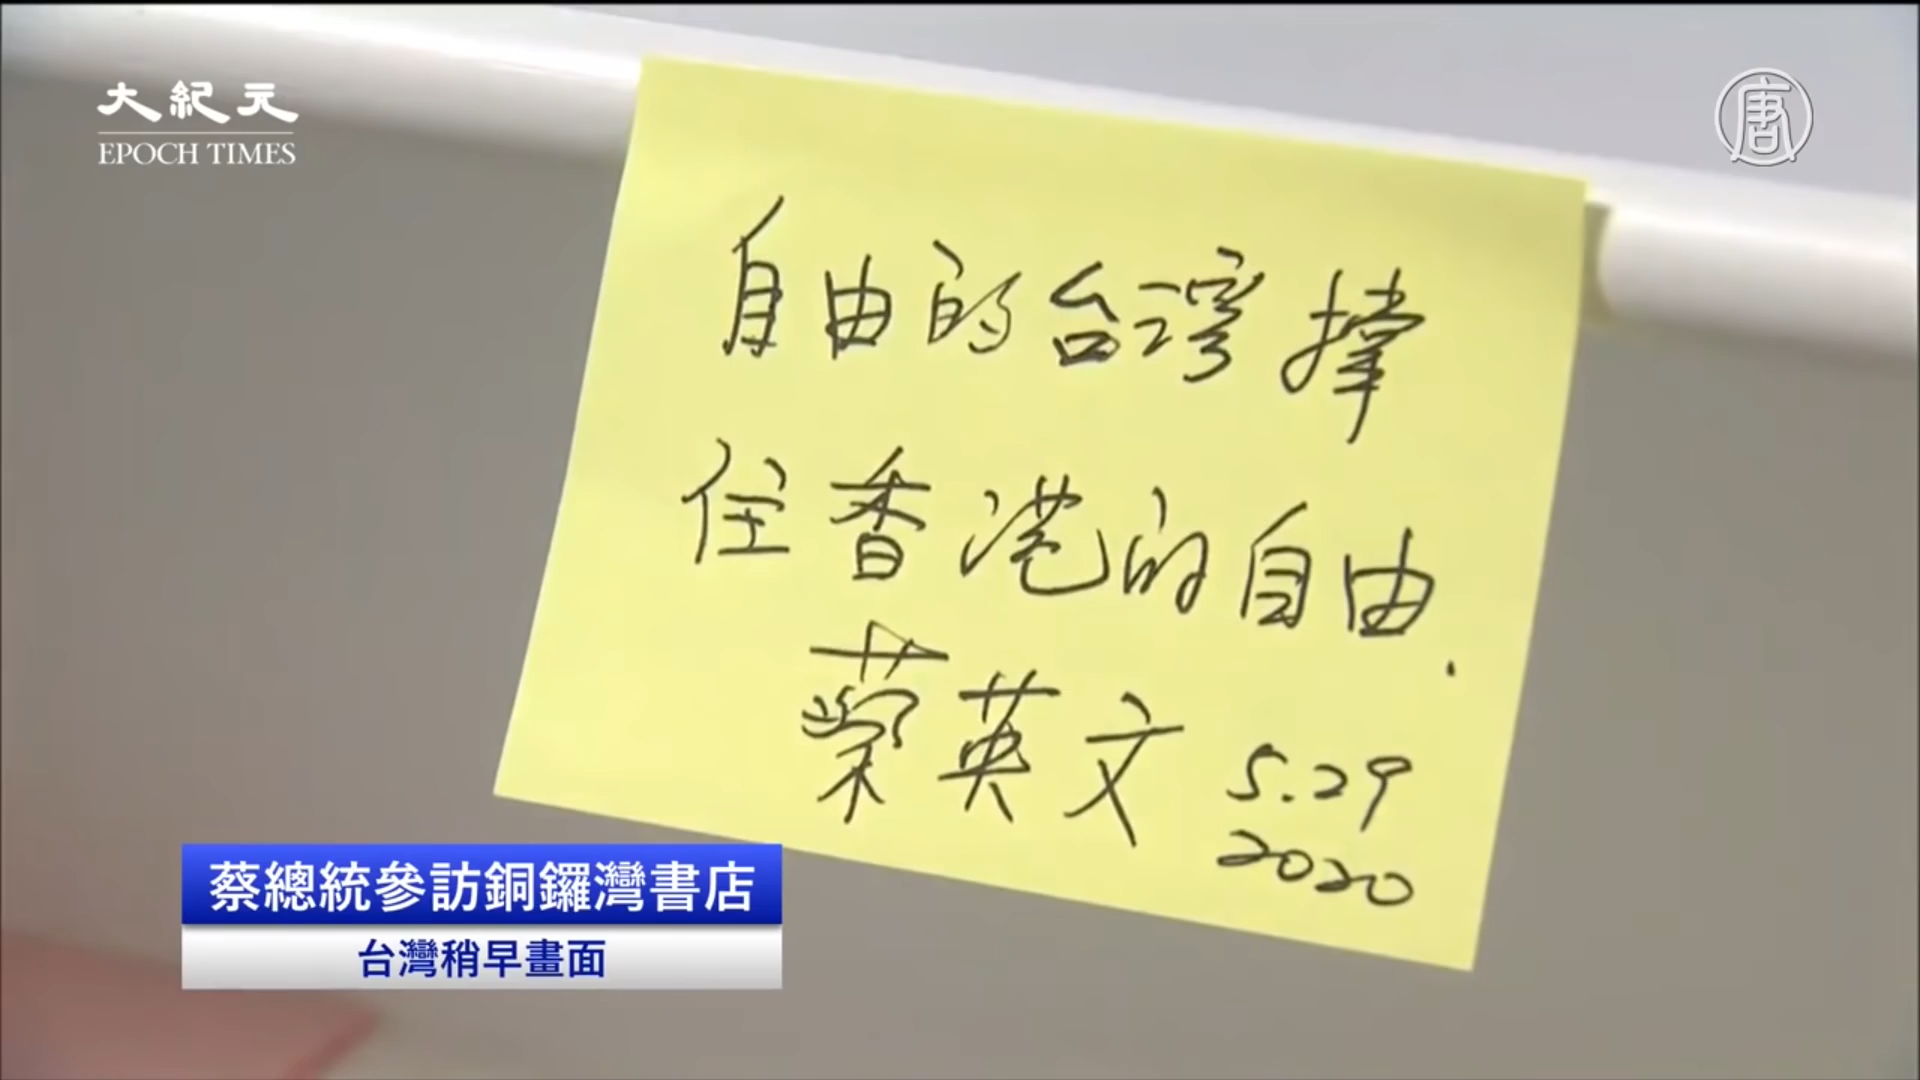 大紀元
EPOCH TIMES
唐
自由的台灣撐
住香港的自由.
蔡英文 5.29
2020
蔡總統參訪銅鑼灣書店
台灣稍早畫面